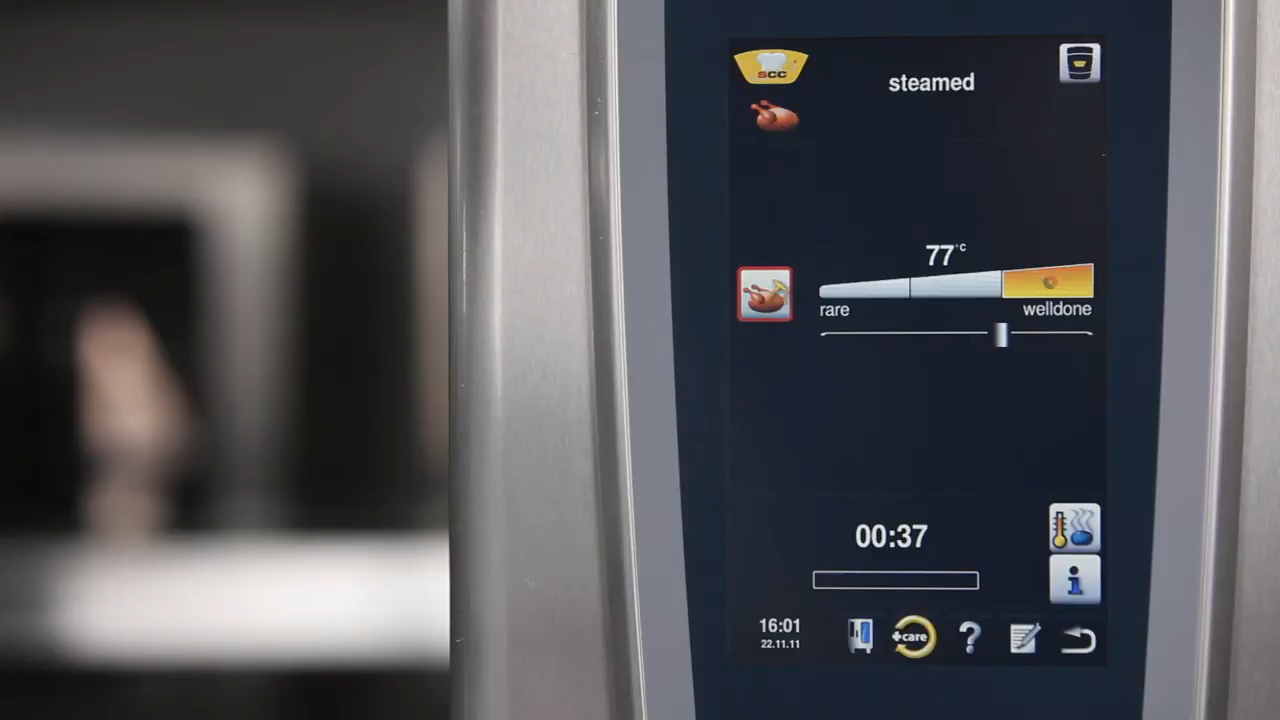 scc
steamed
77°C
rare
welldone
00:37
i
16:01
+care
?
22.11.11